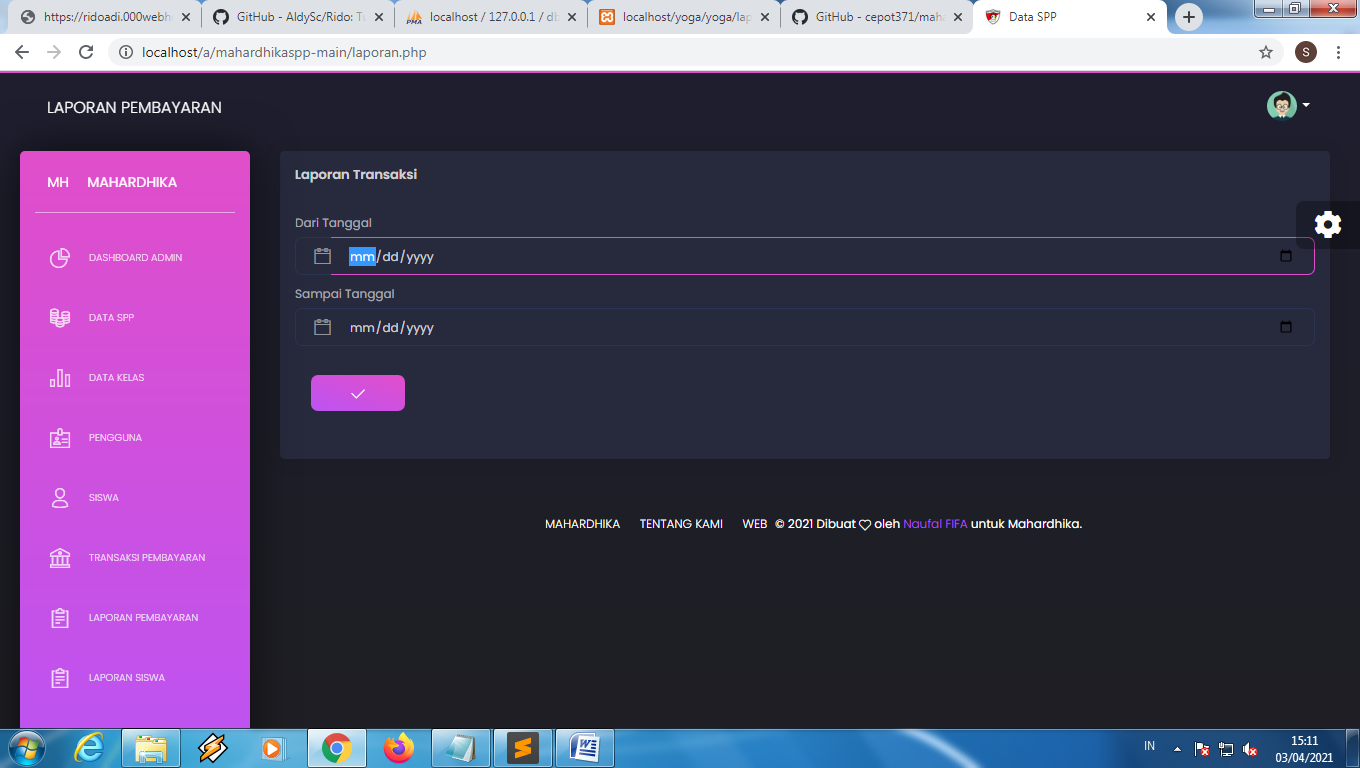 https://ridoadi.000webh
GitHub - AldySc/Rido: Tu
localhost / 127.0.0.1 / db
localhost/yoga/yoga/lap
GitHub - cepot371/maha
Data SPP
localhost/a/mahardhikaspp-main/laporan.php
S
LAPORAN PEMBAYARAN
MH MAHARDHIKA
DASHBOARD ADMIN
DATA SPP
DATA KELAS
PENGGUNA
SISWA
TRANSAKSI PEMBAYARAN
LAPORAN PEMBAYARAN
LAPORAN SISWA
Laporan Transaksi
Dari Tanggal
mm/dd/yyyy
Sampai Tanggal
mm/dd/yyyy
MAHARDHIKA TENTANG KAMI WEB © 2021 Dibuat oleh Naufal FIFA untuk Mahardhika.
IN
15:11
03/04/2021